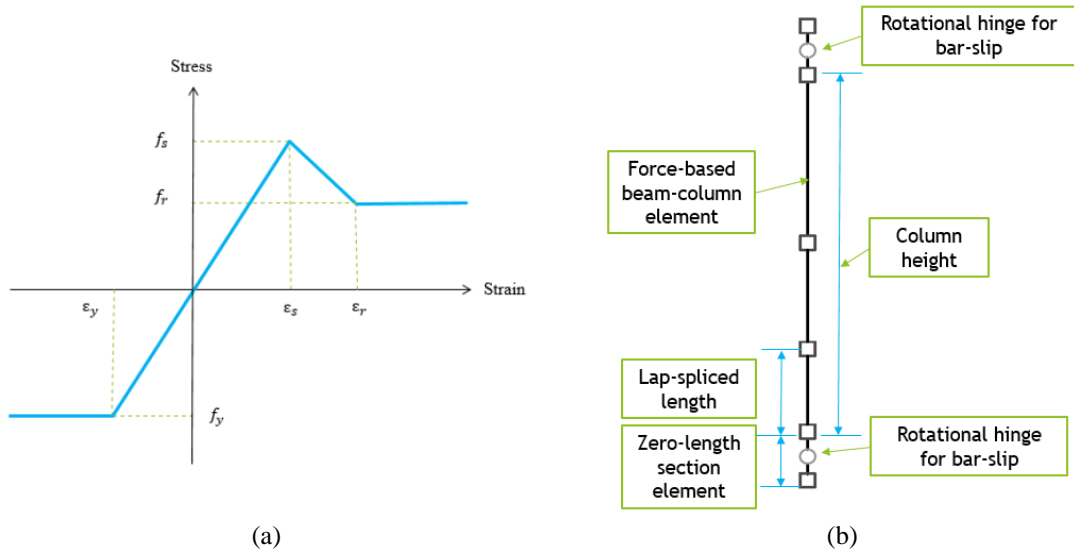 Stress
f_s
f_r
Strain
ε_y
ε_s
ε_r
f_y
(a)
Rotational hinge for
bar-slip
Force-based
beam-column
element
Column
height
Lap-spliced
length
Zero-length
section
element
Rotational hinge
for bar-slip
(b)